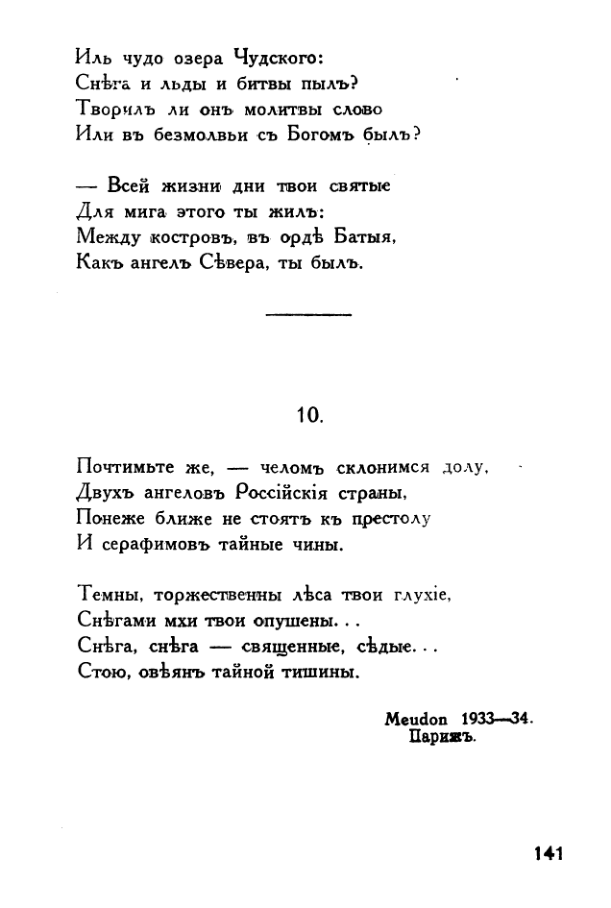 Иль чудо озера Чудского:
Снѣга и льды и битвы пылъ?
Творилъ ли онъ молитвы слово
Или въ безмолвьи съ Богомъ былъ?
— Всей жизни дни твои святые
Для мига этого ты жилъ:
Между костровъ, въ ордѣ Батыя,
Какъ ангелъ Сѣвера, ты былъ.
10.
Почтимьте же, — челомъ склонимся долу,
Двухъ ангеловъ Россійскія страны,
Понеже ближе не стоятъ къ престолу
И серафимовъ тайные чины.
Темны, торжественны лѣса твои глухіе,
Снѣгами мхи твои опушены...
Снѣга, снѣга — священные, сѣдые...
Стою, овѣянъ тайной тишины.
Meudon 1933—34.
Парижъ.
141